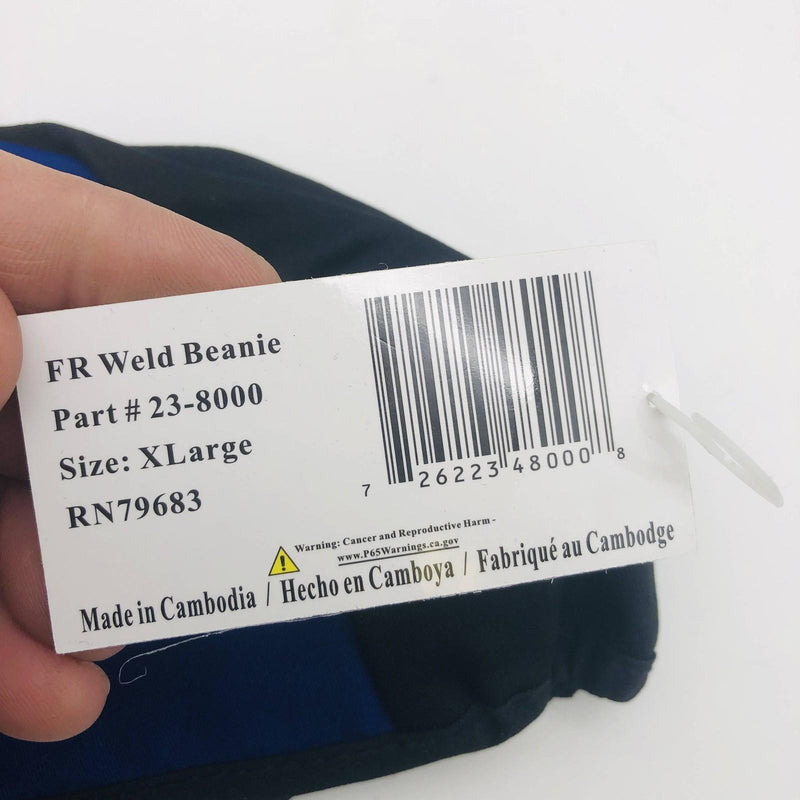 FR Weld Beanie
Part # 23-8000
Size: XLarge
RN79683
7 26223 48000 8
Warning: Cancer and Reproductive Harm -
www.P65Warnings.ca.gov
Made in Cambodia / Hecho en Camboya / Fabriqué au Cambodge